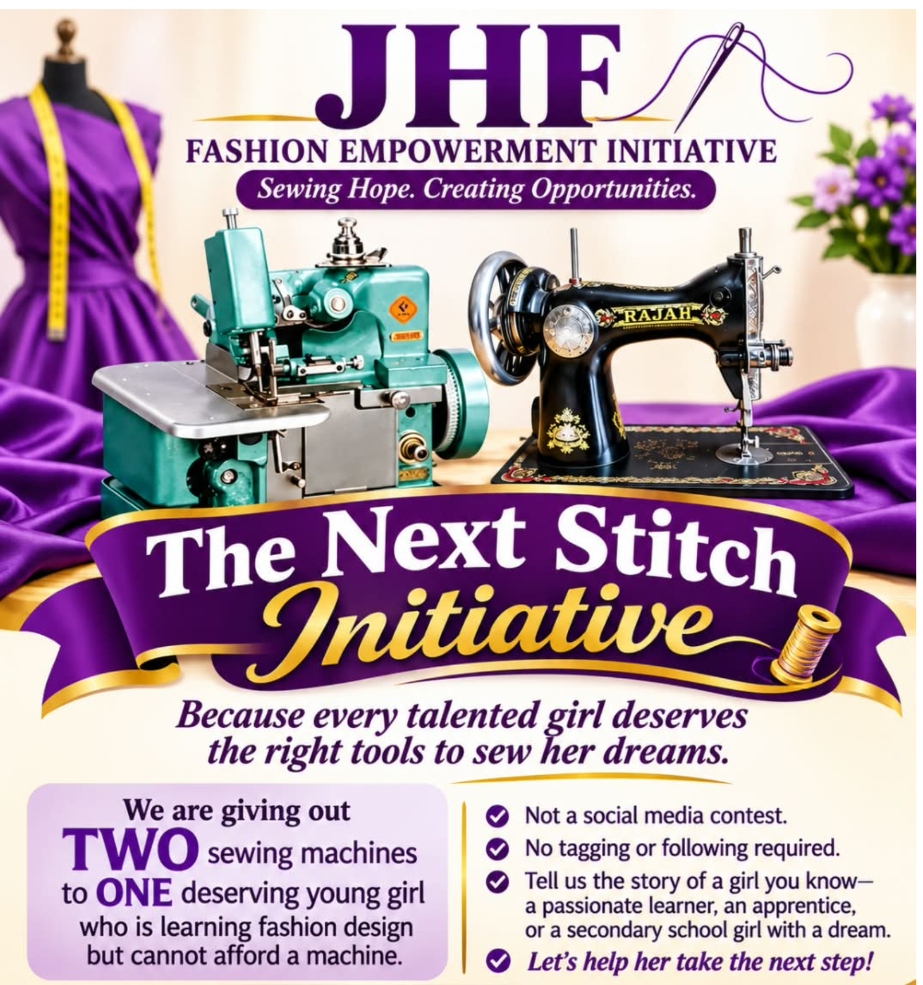 JHF
FASHION EMPOWERMENT INITIATIVE
Sewing Hope. Creating Opportunities.
RAJAH
The Next Stitch
Initiative
Because every talented girl deserves
the right tools to sew her dreams.
We are giving out
TWO sewing machines
to ONE deserving young girl
who is learning fashion design
but cannot afford a machine.
Not a social media contest.
No tagging or following required.
Tell us the story of a girl you know—
a passionate learner, an apprentice,
or a secondary school girl with a dream.
Let's help her take the next step!